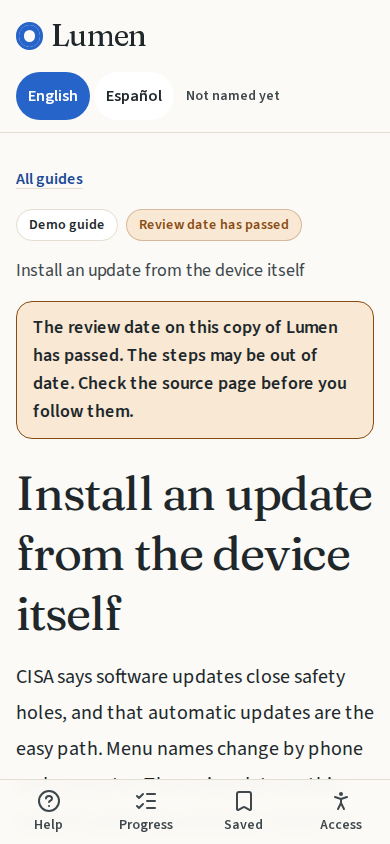 Lumen
English Español Not named yet
All guides
Demo guide Review date has passed
Install an update from the device itself
The review date on this copy of Lumen
has passed. The steps may be out of
date. Check the source page before you
follow them.
Install an update
from the device
itself
CISA says software updates close safety
holes, and that automatic updates are the
easy path. Menu names change by phone
Help Progress Saved Access